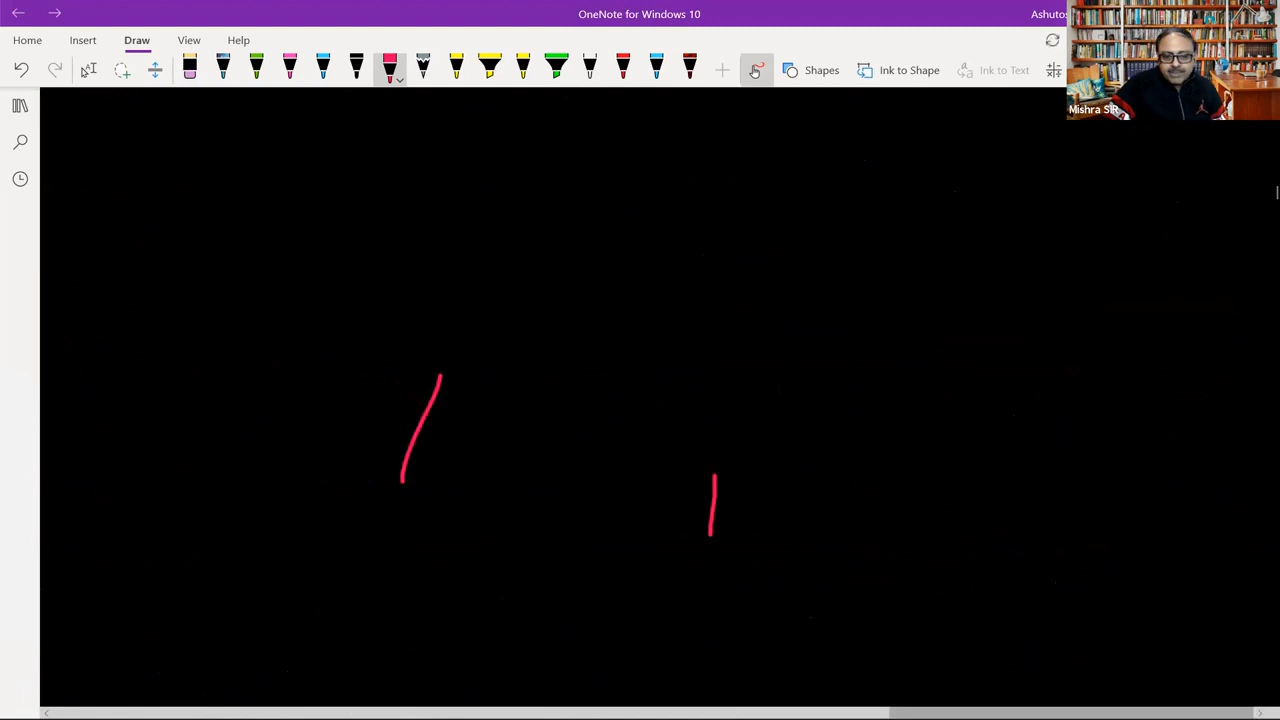 OneNote for Windows 10
Ashutos
Home Insert Draw View Help
Shapes Ink to Shape Ink to Text
Mishra SIR